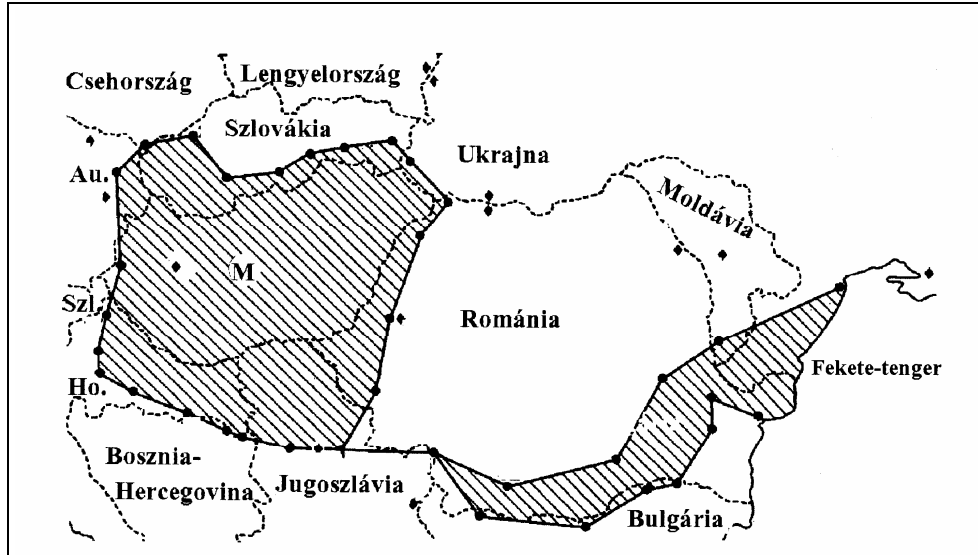 Csehország
Lengyelország
Szlovákia
Ukrajna
Au.
Moldávia
M
Szl.
Románia
Fekete-tenger
Ho.
Bosznia-
Hercegovina
Jugoszlávia
Bulgária